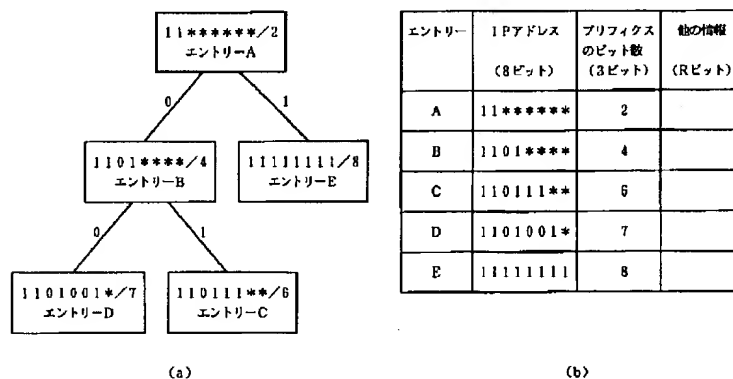 11******/2
エントリーA
0
1
1101****/4
エントリーB
11111111/8
エントリーE
0
1
1101001*/7
エントリーD
110111**/6
エントリーC
(a)
エントリー
IPアドレス
(8ビット)
プリフィクス
のビット数
(3ビット)
他の情報
(Rビット)
A
11******
2
B
1101****
4
C
110111**
6
D
1101001*
7
E
11111111
8
(b)